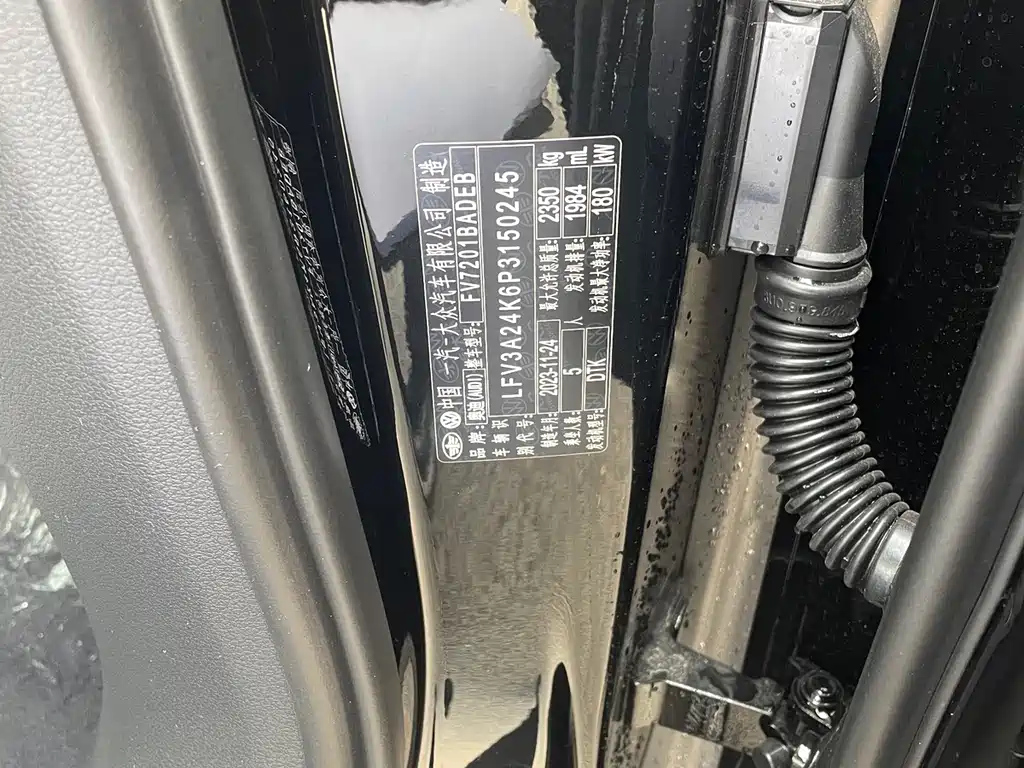 中国 一汽-大众汽车有限公司 制造
品牌: 奥迪(AUDI) 整车型号: FV7201BADEB
车辆识别代号: LFV3A24K6P3150245
制造年月: 2023-11-24 最大允许总质量: 2350 kg
乘坐人数: 5 人 发动机排量: 1984 mL
发动机型号: DTK 发动机最大净功率: 180 kW